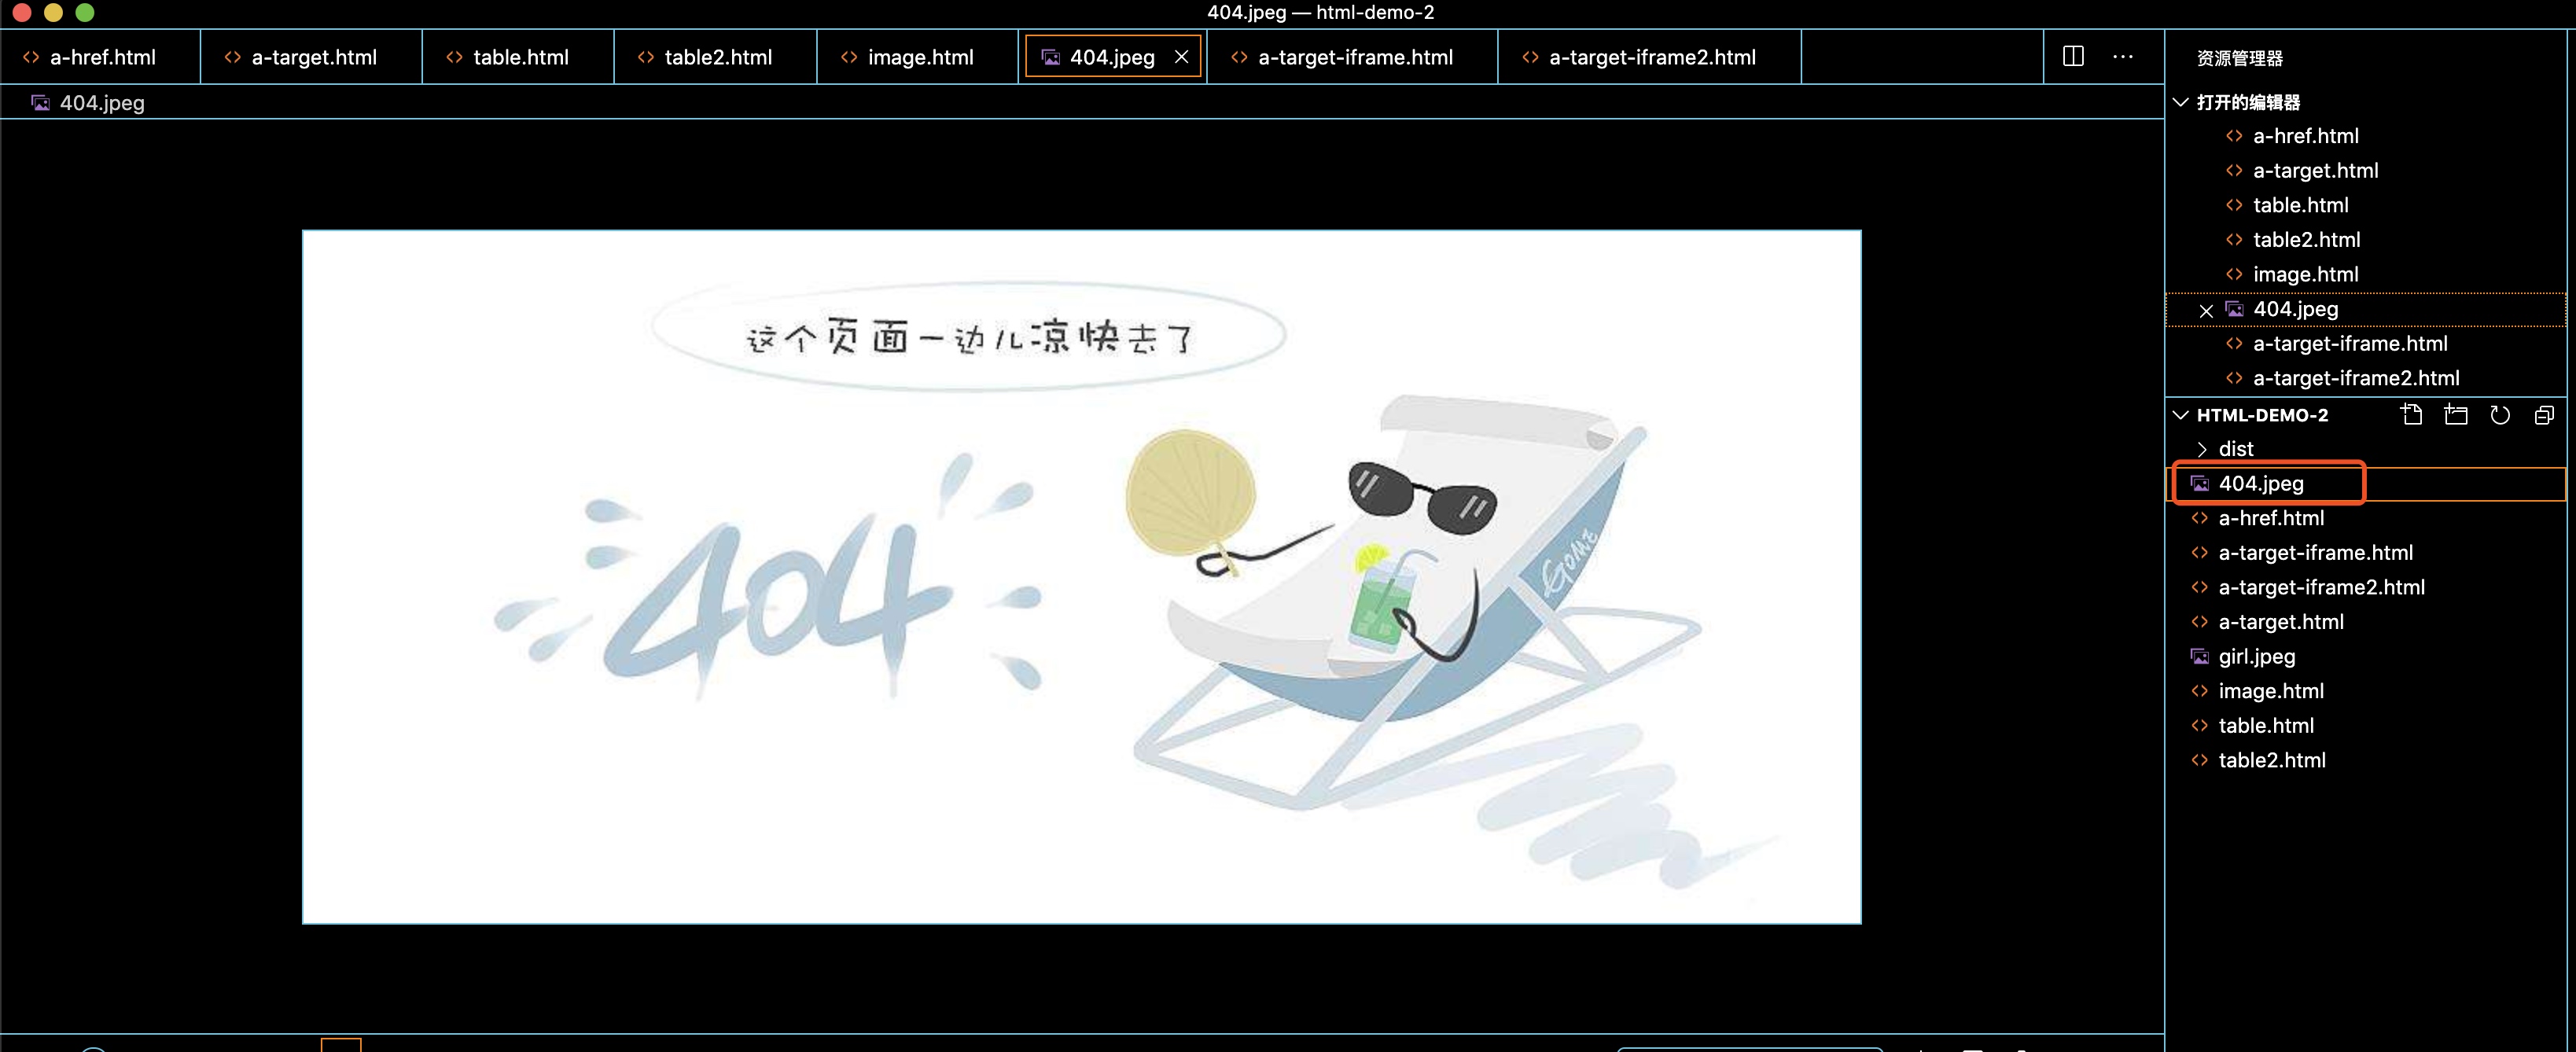 404.jpeg — html-demo-2
a-href.html
a-target.html
table.html
table2.html
image.html
404.jpeg
a-target-iframe.html
a-target-iframe2.html
404.jpeg
这个页面一边儿凉快去了
404
GOME
资源管理器
打开的编辑器
a-href.html
a-target.html
table.html
table2.html
image.html
404.jpeg
a-target-iframe.html
a-target-iframe2.html
HTML-DEMO-2
dist
404.jpeg
a-href.html
a-target-iframe.html
a-target-iframe2.html
a-target.html
girl.jpeg
image.html
table.html
table2.html